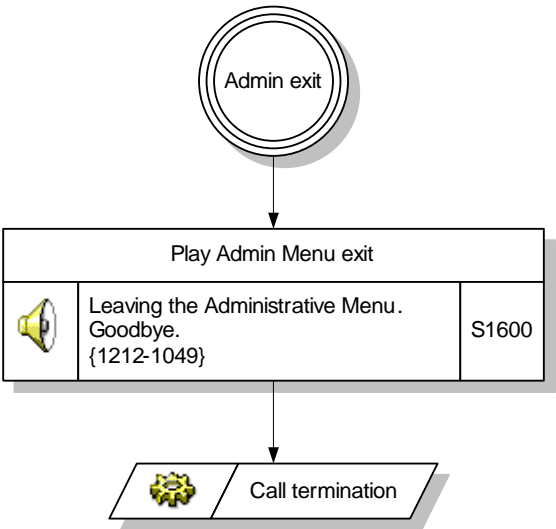 Admin exit
Play Admin Menu exit
Leaving the Administrative Menu.
Goodbye.
{1212-1049}
S1600
Call termination